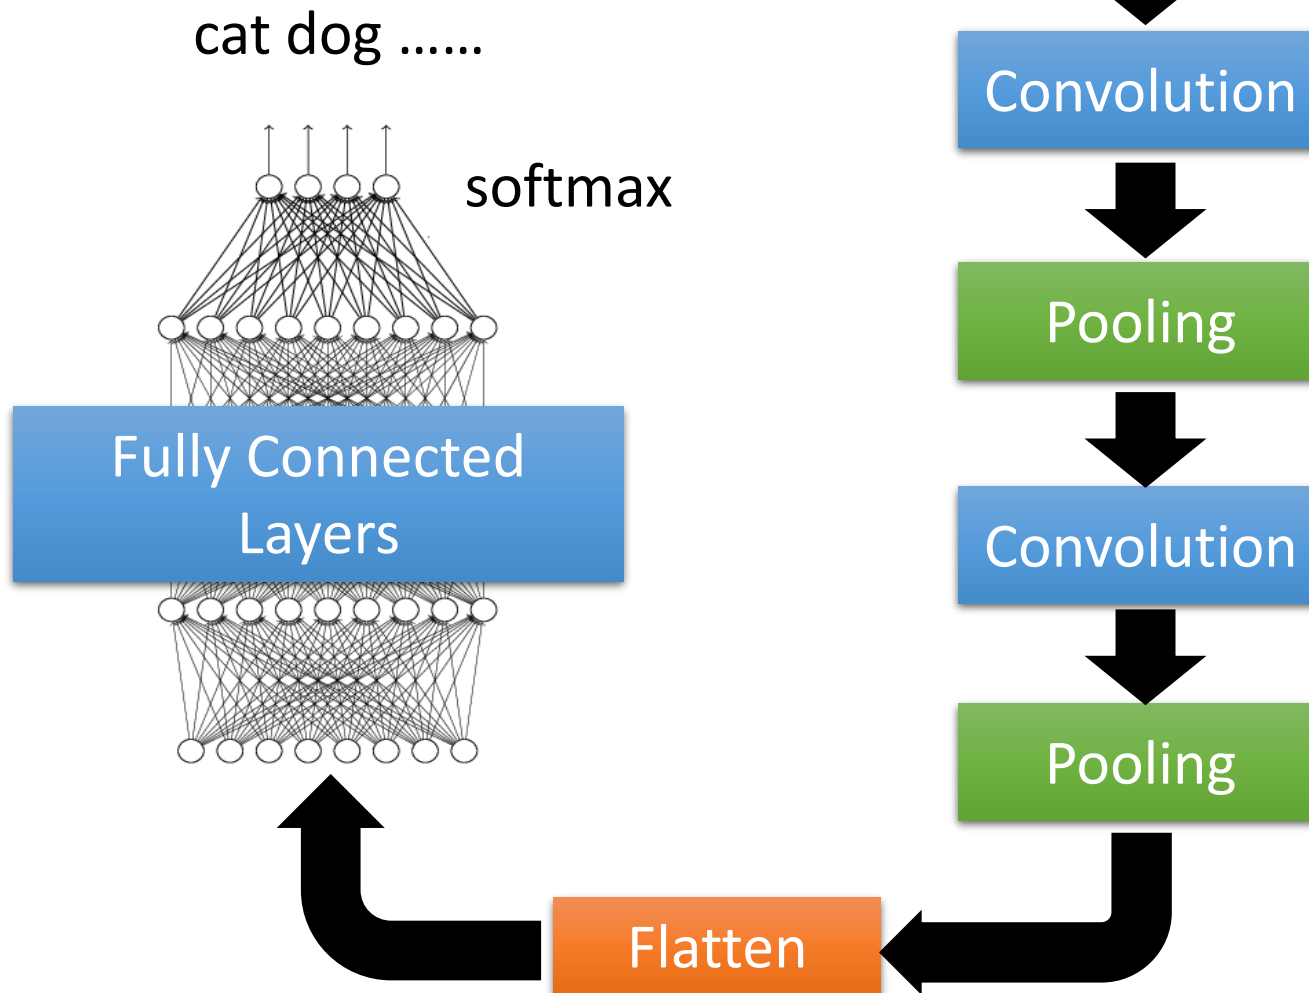 cat dog ……
softmax
Fully Connected
Layers
Convolution
Pooling
Convolution
Pooling
Flatten